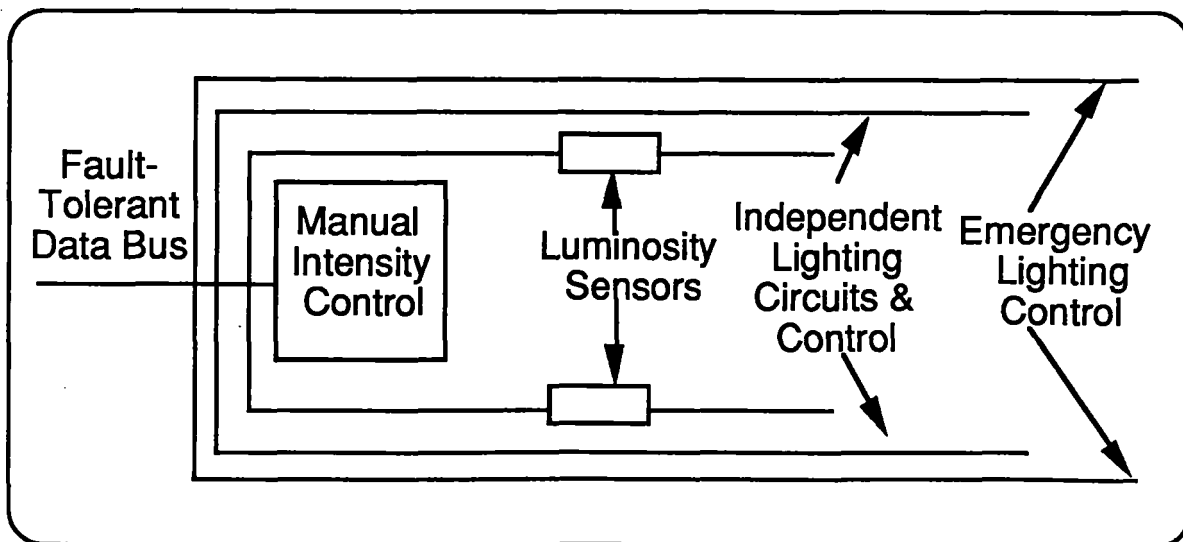 Fault-
Tolerant
Data Bus
Manual
Intensity
Control
Luminosity
Sensors
Independent
Lighting
Circuits &
Control
Emergency
Lighting
Control